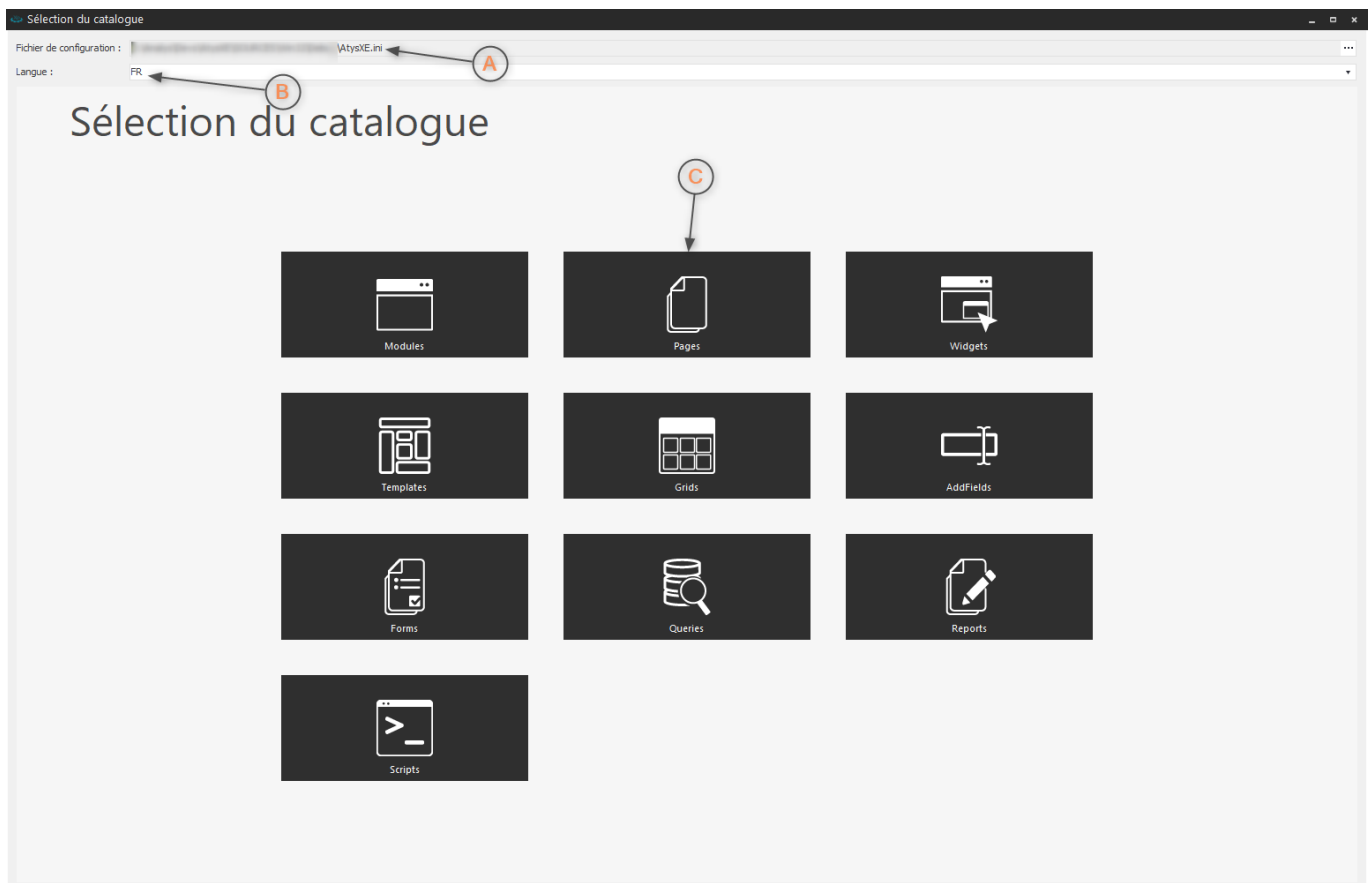 Sélection du catalogue
Fichier de configuration : \AtysXE.ini
A
Langue : FR
B
Sélection du catalogue
C
Modules
Pages
Widgets
Templates
Grids
AddFields
Forms
Queries
Reports
Scripts